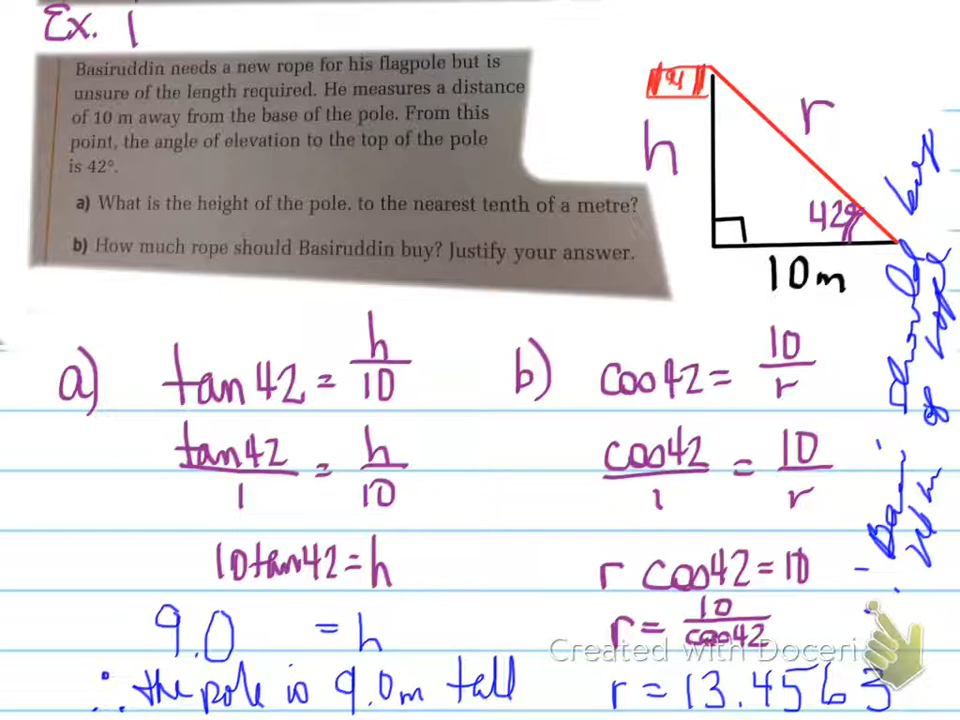 Ex. 1
Basiruddin needs a new rope for his flagpole but is
unsure of the length required. He measures a distance
of 10 m away from the base of the pole. From this
point, the angle of elevation to the top of the pole
is 42°.
a) What is the height of the pole. to the nearest tenth of a metre?
b) How much rope should Basiruddin buy? Justify your answer.
h
r
42°
10m
a) tan42 = h/10
tan42/1 = h/10
10tan42 = h
9.0 = h
∴ the pole is 9.0m tall
b) cos42 = 10/r
cos42/1 = 10/r
r cos42 = 10
r = 10/cos42
r = 13.4563
should buy
of rope
Created with Doceri